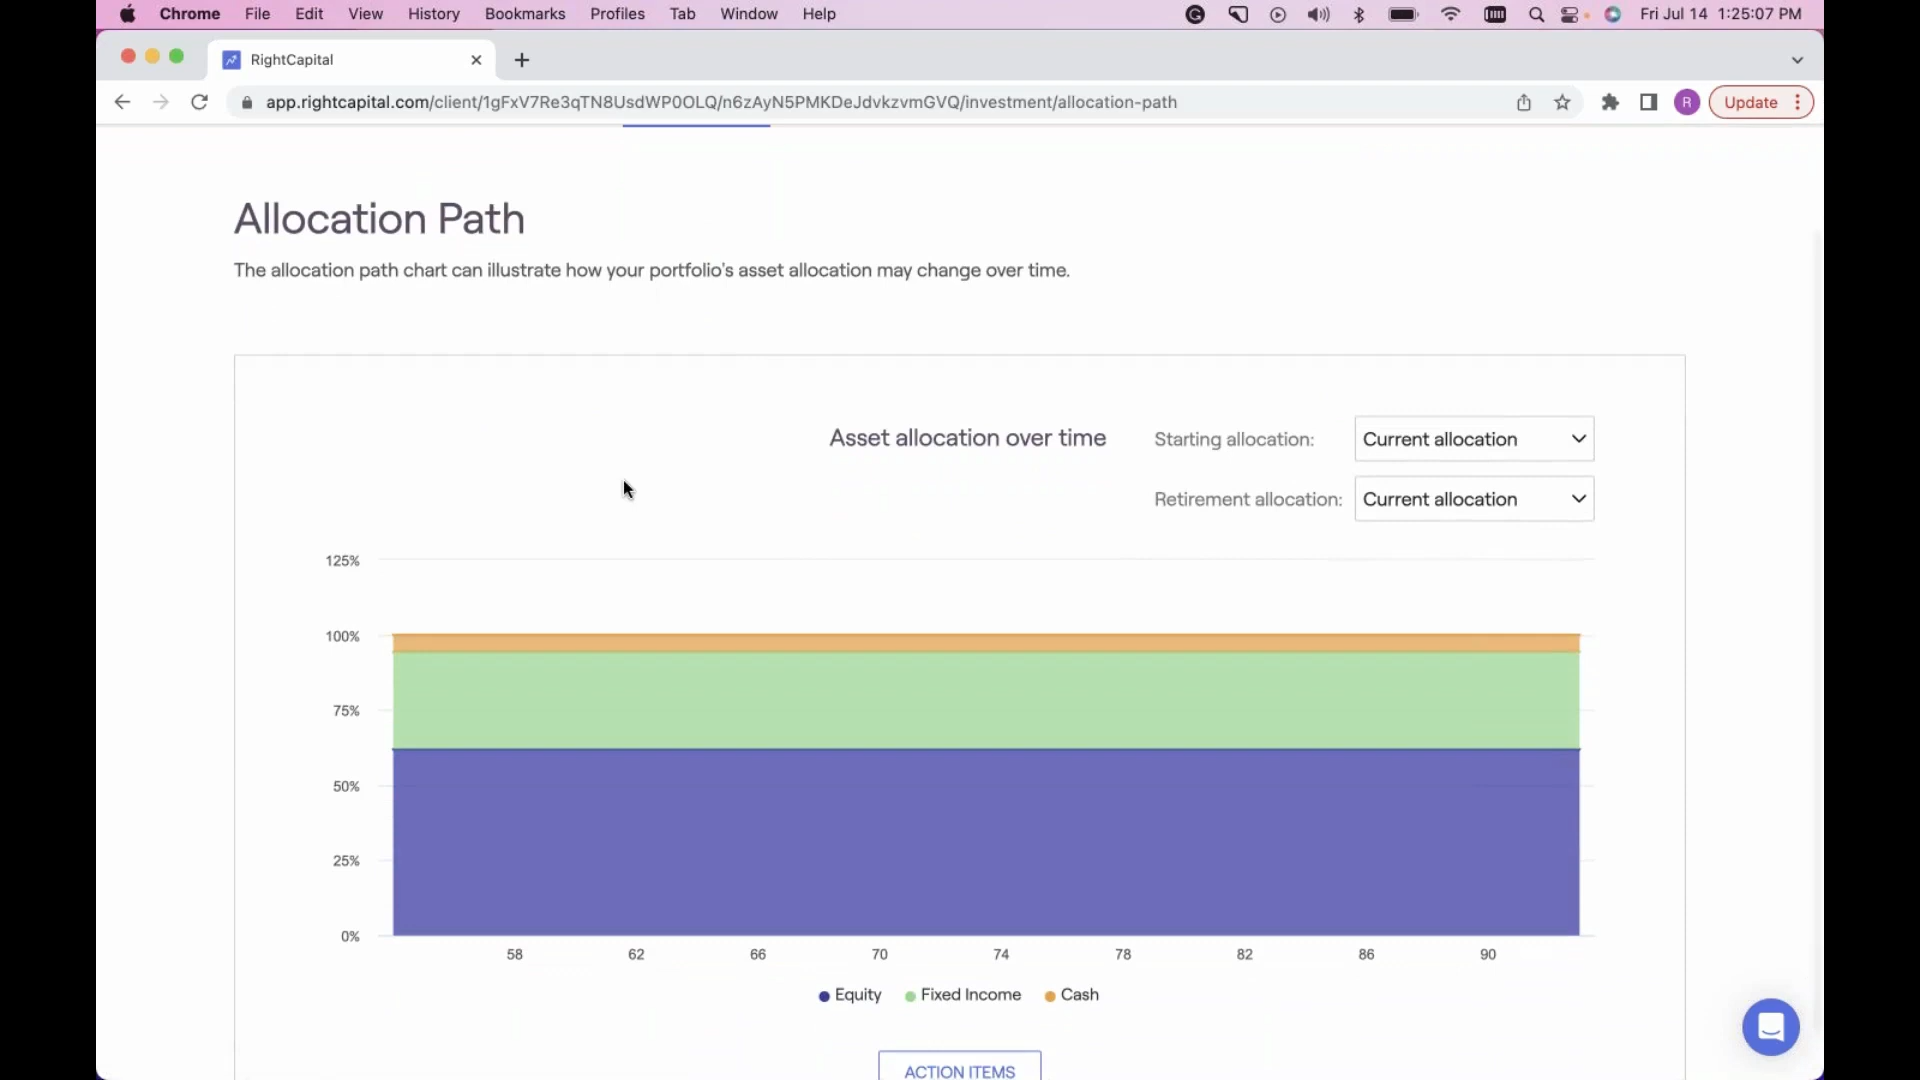 Chrome File Edit View History Bookmarks Profiles Tab Window Help Fri Jul 14 1:25:07 PM
RightCapital
app.rightcapital.com/client/1gFxV7Re3qTN8UsdWP0OLQ/n6zAyN5PMKDeJdvkzvmGVQ/investment/allocation-path R Update
Allocation Path
The allocation path chart can illustrate how your portfolio's asset allocation may change over time.
Asset allocation over time Starting allocation: Current allocation
Retirement allocation: Current allocation
125%
100%
75%
50%
25%
0%
58 62 66 70 74 78 82 86 90
Equity Fixed Income Cash
ACTION ITEMS